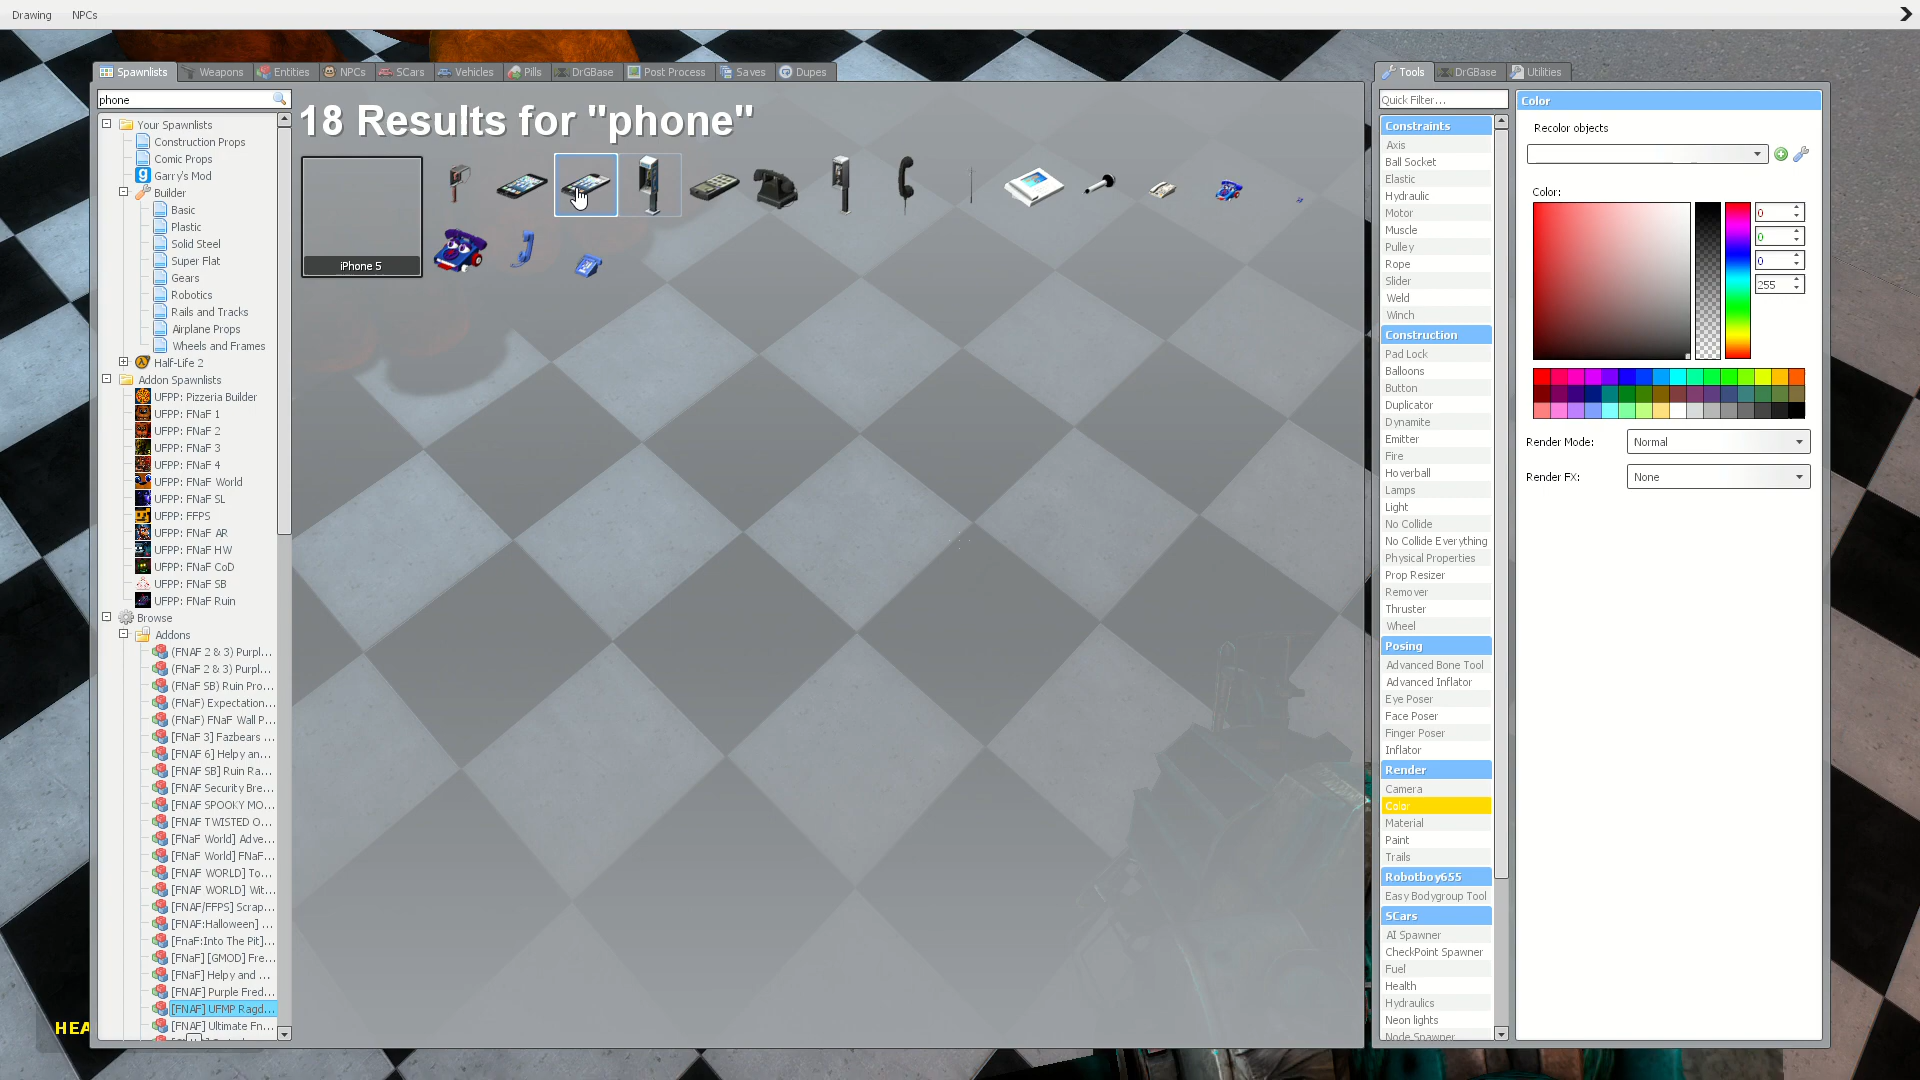 Drawing NPCs
Spawnlists Weapons Entities NPCs SCars Vehicles Pills DrGBase Post Process Saves Dupes
Tools DrGBase Utilities
phone
18 Results for "phone"
iPhone 5
Your Spawnlists
Construction Props
Comic Props
Garry's Mod
Builder
Basic
Plastic
Solid Steel
Super Flat
Gears
Robotics
Rails and Tracks
Airplane Props
Wheels and Frames
Half-Life 2
Addon Spawnlists
UFPP: Pizzeria Builder
UFPP: FNaF 1
UFPP: FNaF 2
UFPP: FNaF 3
UFPP: FNaF 4
UFPP: FNaF World
UFPP: FNaF SL
UFPP: FFPS
UFPP: FNaF AR
UFPP: FNaF HW
UFPP: FNaF CoD
UFPP: FNaF SB
UFPP: FNaF Ruin
Browse
Addons
(FNAF 2 & 3) Purpl...
(FNAF 2 & 3) Purpl...
(FNaF SB) Ruin Pro...
(FNaF) Expectation...
(FNaF) FNaF Wall P...
[FNaF 3] Fazbears ...
[FNAF 6] Helpy an...
[FNAF SB] Ruin Ra...
[FNAF Security Bre...
[FNAF SPOOKY MO...
[FNAF TWISTED O...
[FNaF World] Adve...
[FNaF World] FNaF...
[FNAF WORLD] To...
[FNAF WORLD] Wit...
[FNAF/FFPS] Scrap...
[FNAF:Halloween] ...
[FnaF:Into The Pit]...
[FNaF] [GMOD] Fre...
[FNaF] Helpy and ...
[FNAF] Purple Fred...
[FNAF] UFMP Ragd...
[FNAF] Ultimate Fn...
HEA
Quick Filter...
Constraints
Axis
Ball Socket
Elastic
Hydraulic
Motor
Muscle
Pulley
Rope
Slider
Weld
Winch
Construction
Pad Lock
Balloons
Button
Duplicator
Dynamite
Emitter
Fire
Hoverball
Lamps
Light
No Collide
No Collide Everything
Physical Properties
Prop Resizer
Remover
Thruster
Wheel
Posing
Advanced Bone Tool
Advanced Inflator
Eye Poser
Face Poser
Finger Poser
Inflator
Render
Camera
Color
Material
Paint
Trails
Robotboy655
Easy Bodygroup Tool
SCars
AI Spawner
CheckPoint Spawner
Fuel
Health
Hydraulics
Neon lights
Node Spawner
Color
Recolor objects
Color:
0
0
0
255
Render Mode: Normal
Render FX: None